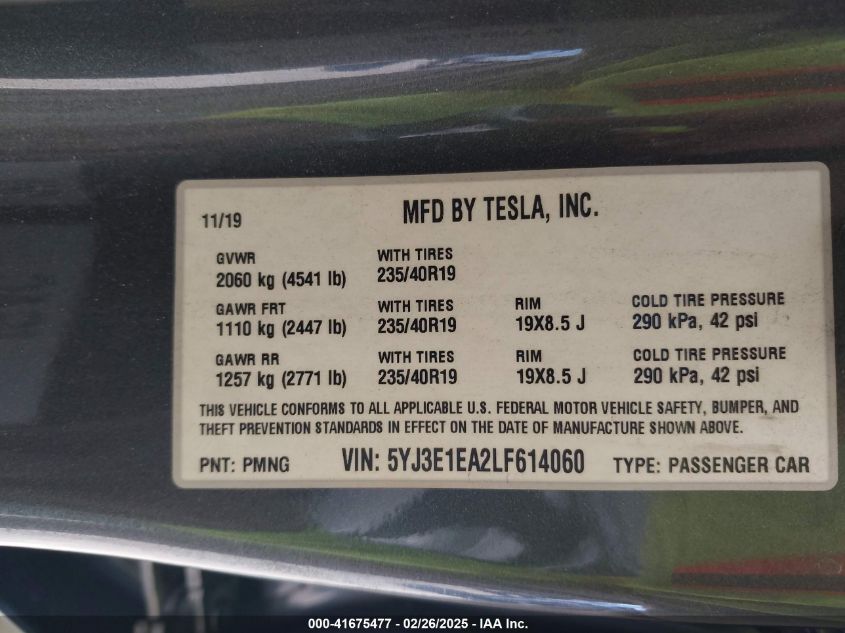 11/19
MFD BY TESLA, INC.
GVWR WITH TIRES
2060 kg (4541 lb) 235/40R19
GAWR FRT WITH TIRES RIM COLD TIRE PRESSURE
1110 kg (2447 lb) 235/40R19 19X8.5 J 290 kPa, 42 psi
GAWR RR WITH TIRES RIM COLD TIRE PRESSURE
1257 kg (2771 lb) 235/40R19 19X8.5 J 290 kPa, 42 psi
THIS VEHICLE CONFORMS TO ALL APPLICABLE U.S. FEDERAL MOTOR VEHICLE SAFETY, BUMPER, AND
THEFT PREVENTION STANDARDS IN EFFECT ON THE DATE OF MANUFACTURE SHOWN ABOVE.
PNT: PMNG VIN: 5YJ3E1EA2LF614060 TYPE: PASSENGER CAR
000-41675477 - 02/26/2025 - IAA Inc.